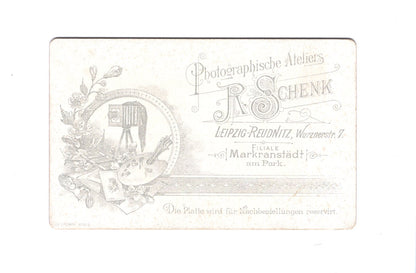 Photographische Ateliers
R. SCHENK
LEIPZIG-REUDNITZ, Wurznerstr. 7.
FILIALE
Markranstädt
am Park.
Die Platte wird für Nachbestellungen reservirt.